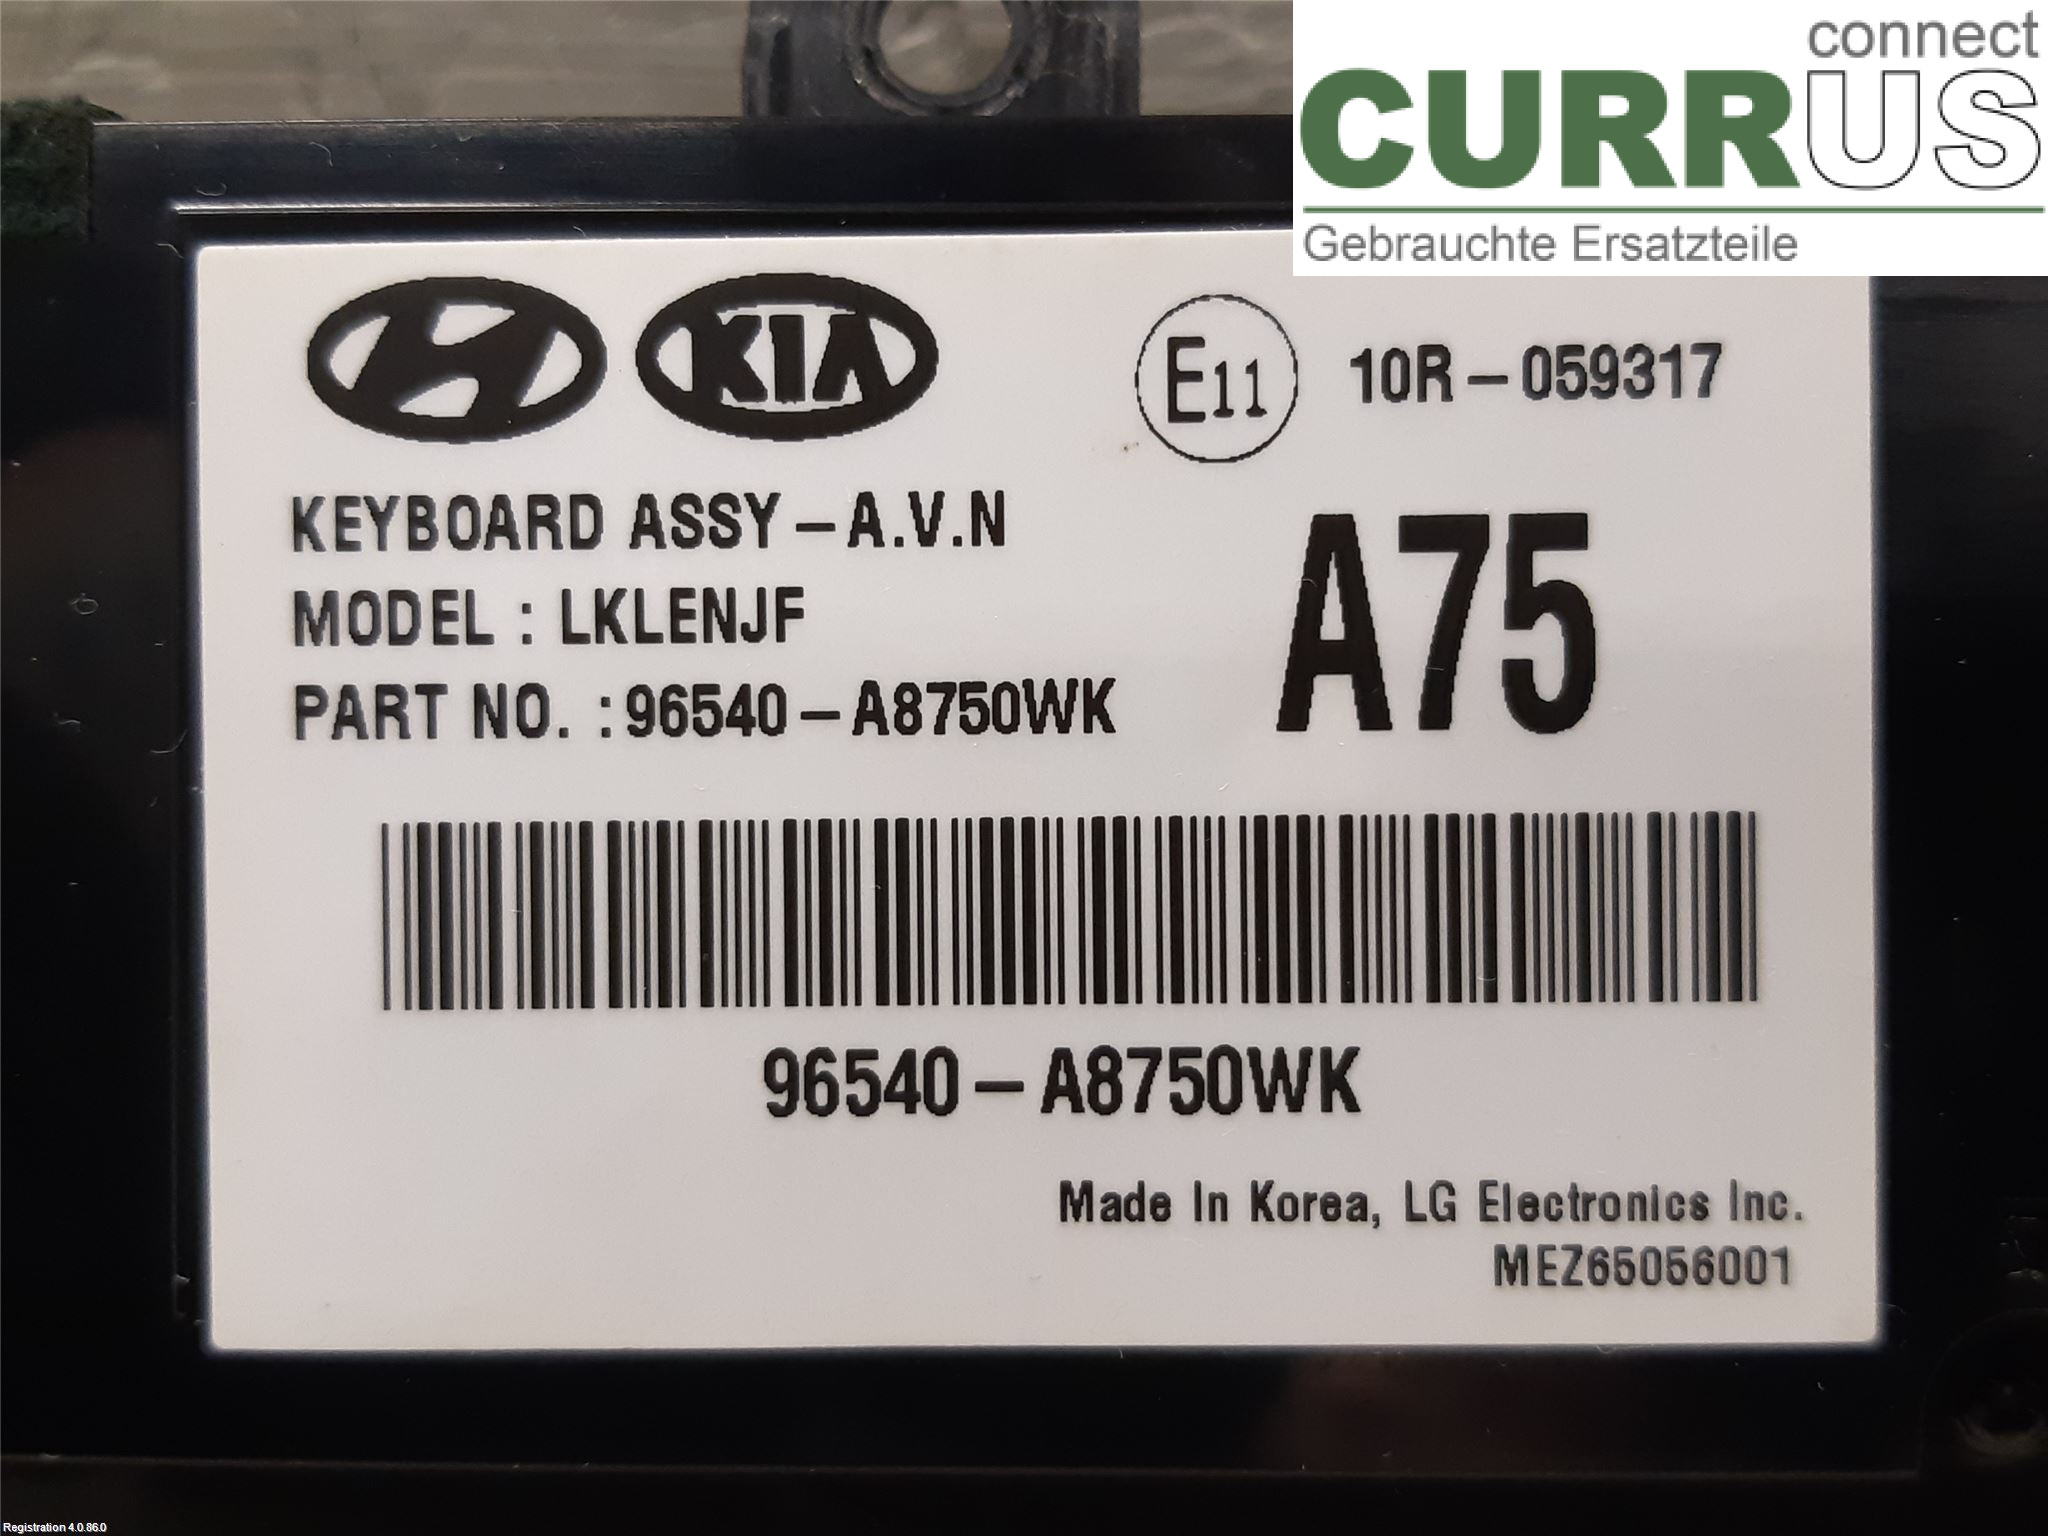 connect
CURRUS
Gebrauchte Ersatzteile
KIA
E11 10R-059317
KEYBOARD ASSY-A.V.N
MODEL : LKLENJF
PART NO. :96540-A8750WK
A75
96540-A8750WK
Made In Korea, LG Electronics Inc.
MEZ65056001
Registration 4.0.86.0